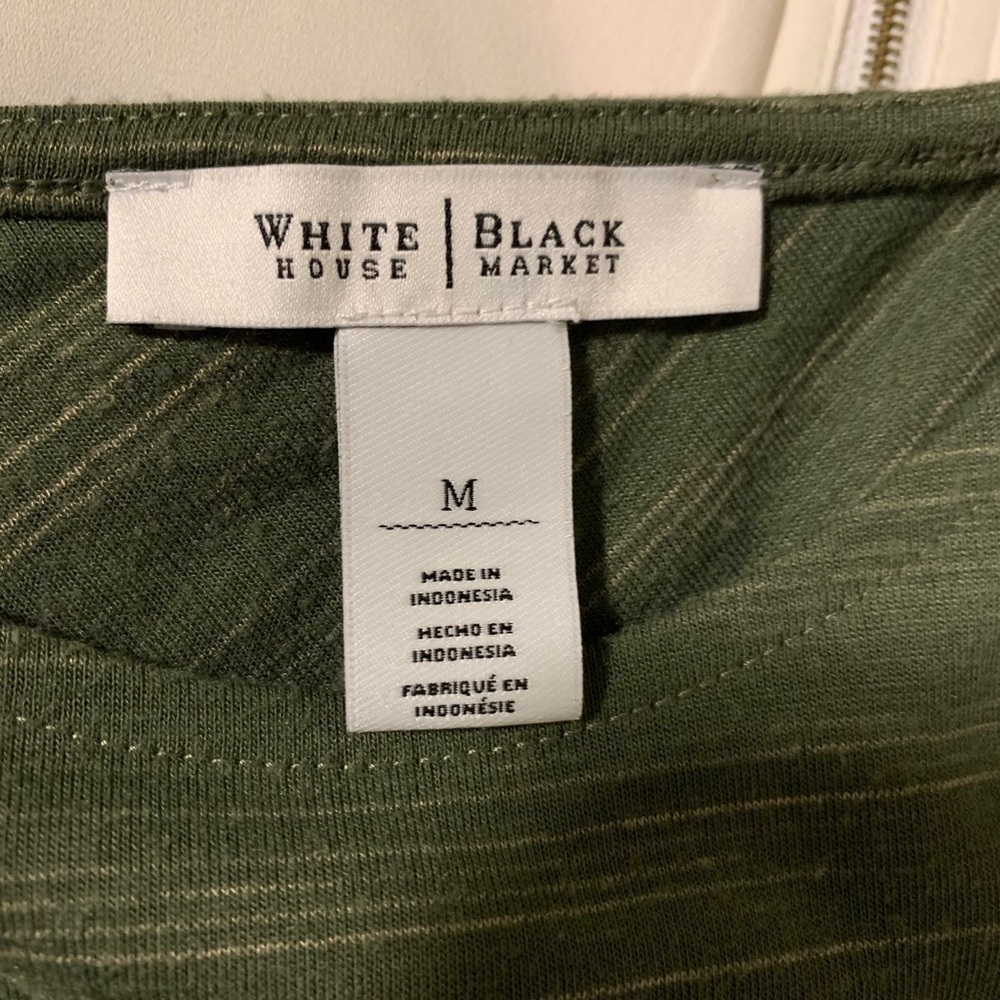 WHITE | BLACK
HOUSE | MARKET
M
MADE IN
INDONESIA
HECHO EN
INDONESIA
FABRIQUÉ EN
INDONÉSIE